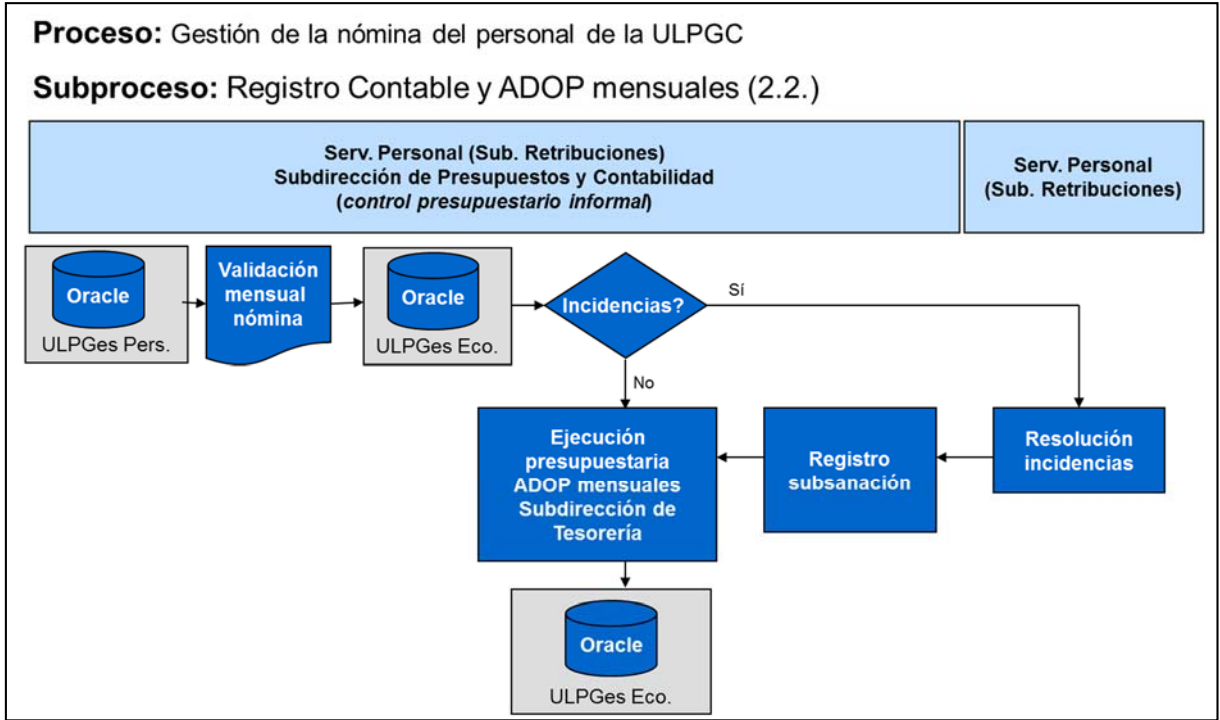 Proceso: Gestión de la nómina del personal de la ULPGC
Subproceso: Registro Contable y ADOP mensuales (2.2.)
Serv. Personal (Sub. Retribuciones)
Subdirección de Presupuestos y Contabilidad
(control presupuestario informal)
Serv. Personal
(Sub. Retribuciones)
Oracle
ULPGes Pers.
Validación
mensual
nómina
Oracle
ULPGes Eco.
Incidencias?
Sí
No
Ejecución
presupuestaria
ADOP mensuales
Subdirección de
Tesorería
Registro
subsanación
Resolución
incidencias
Oracle
ULPGes Eco.